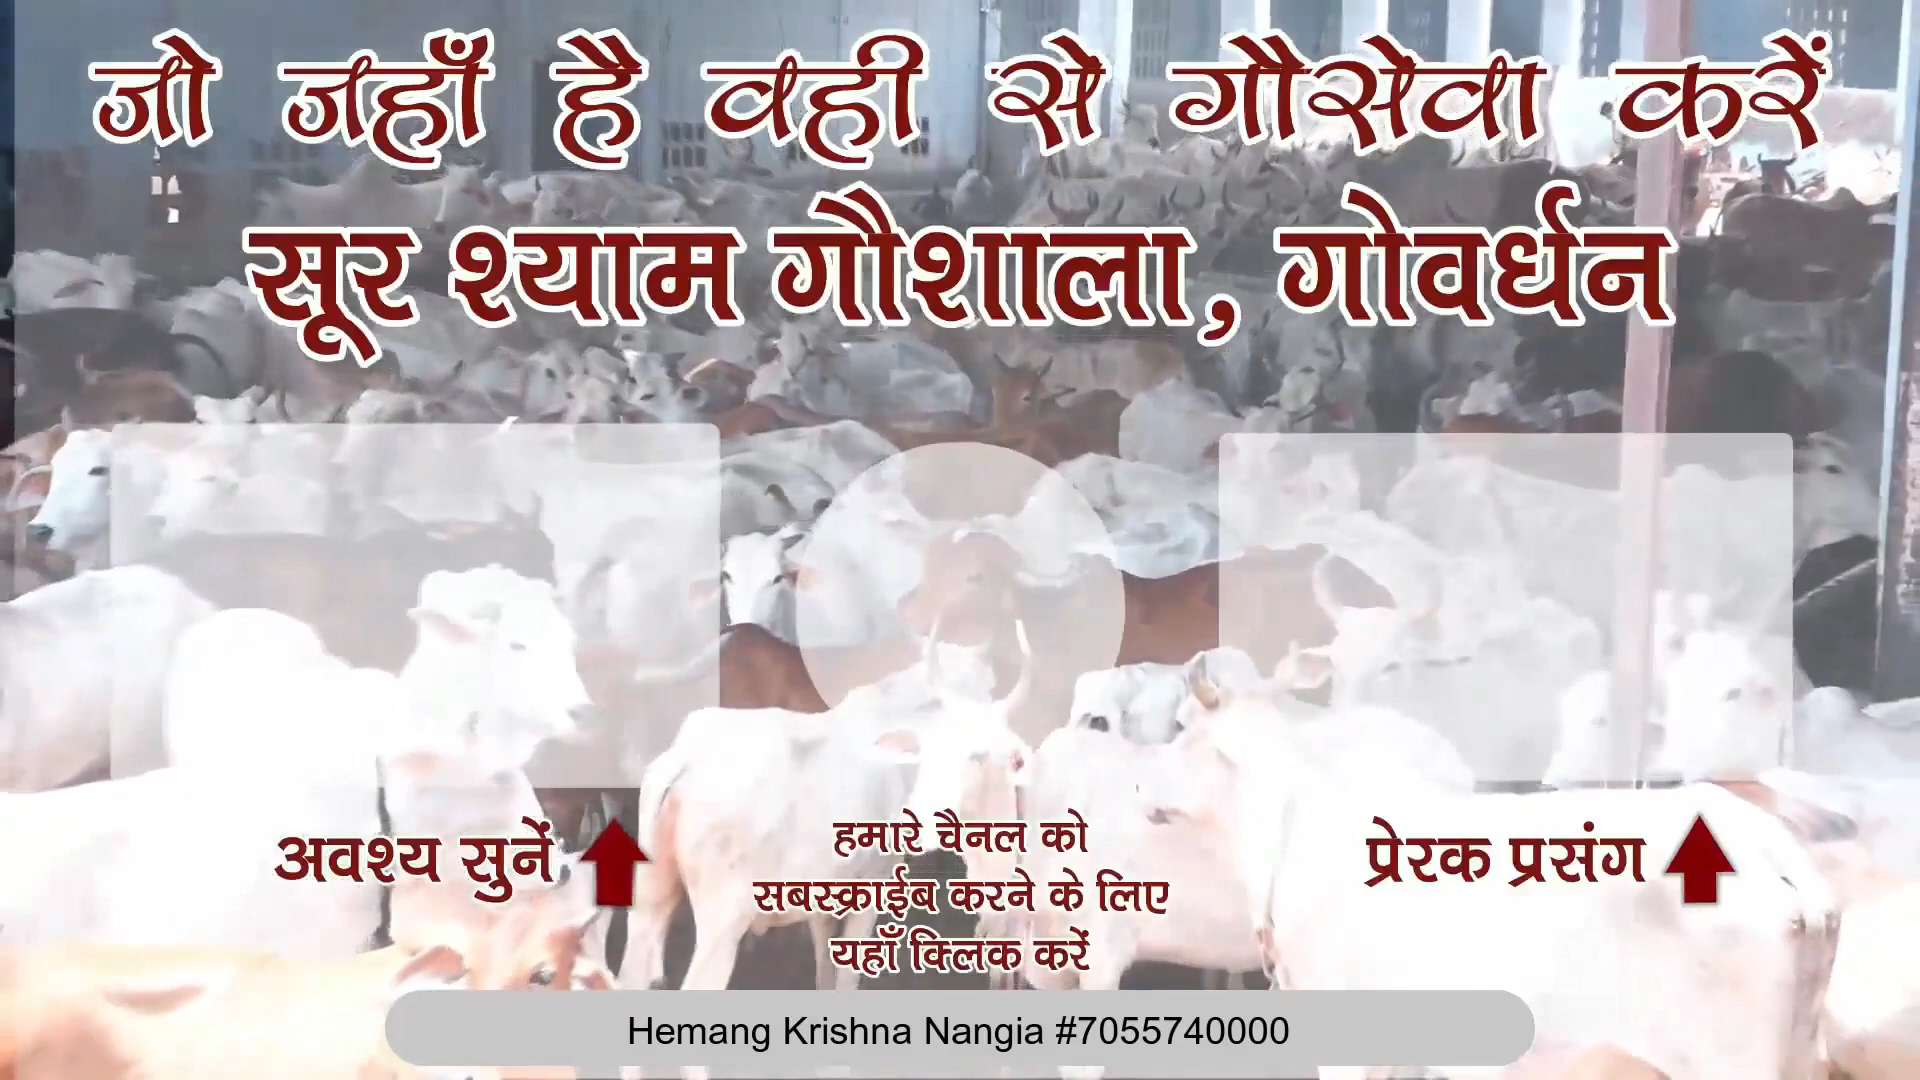 जो जहाँ है वही से गौसेवा करें
सूर श्याम गौशाला, गोवर्धन
अवश्य सुनें
हमारे चैनल को
सबस्क्राईब करने के लिए
यहाँ क्लिक करें
प्रेरक प्रसंग
Hemang Krishna Nangia #7055740000